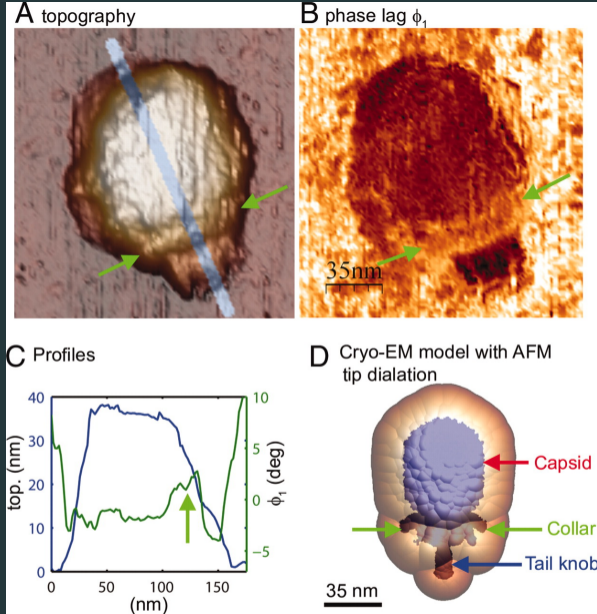 A topography
B phase lag ϕ1
35nm
C Profiles
40
30
20
10
0
top. (nm)
10
5
0
−5
ϕ1 (deg)
0 50 100 150
(nm)
D Cryo-EM model with AFM
tip dialation
Capsid
Collar
Tail knob
35 nm